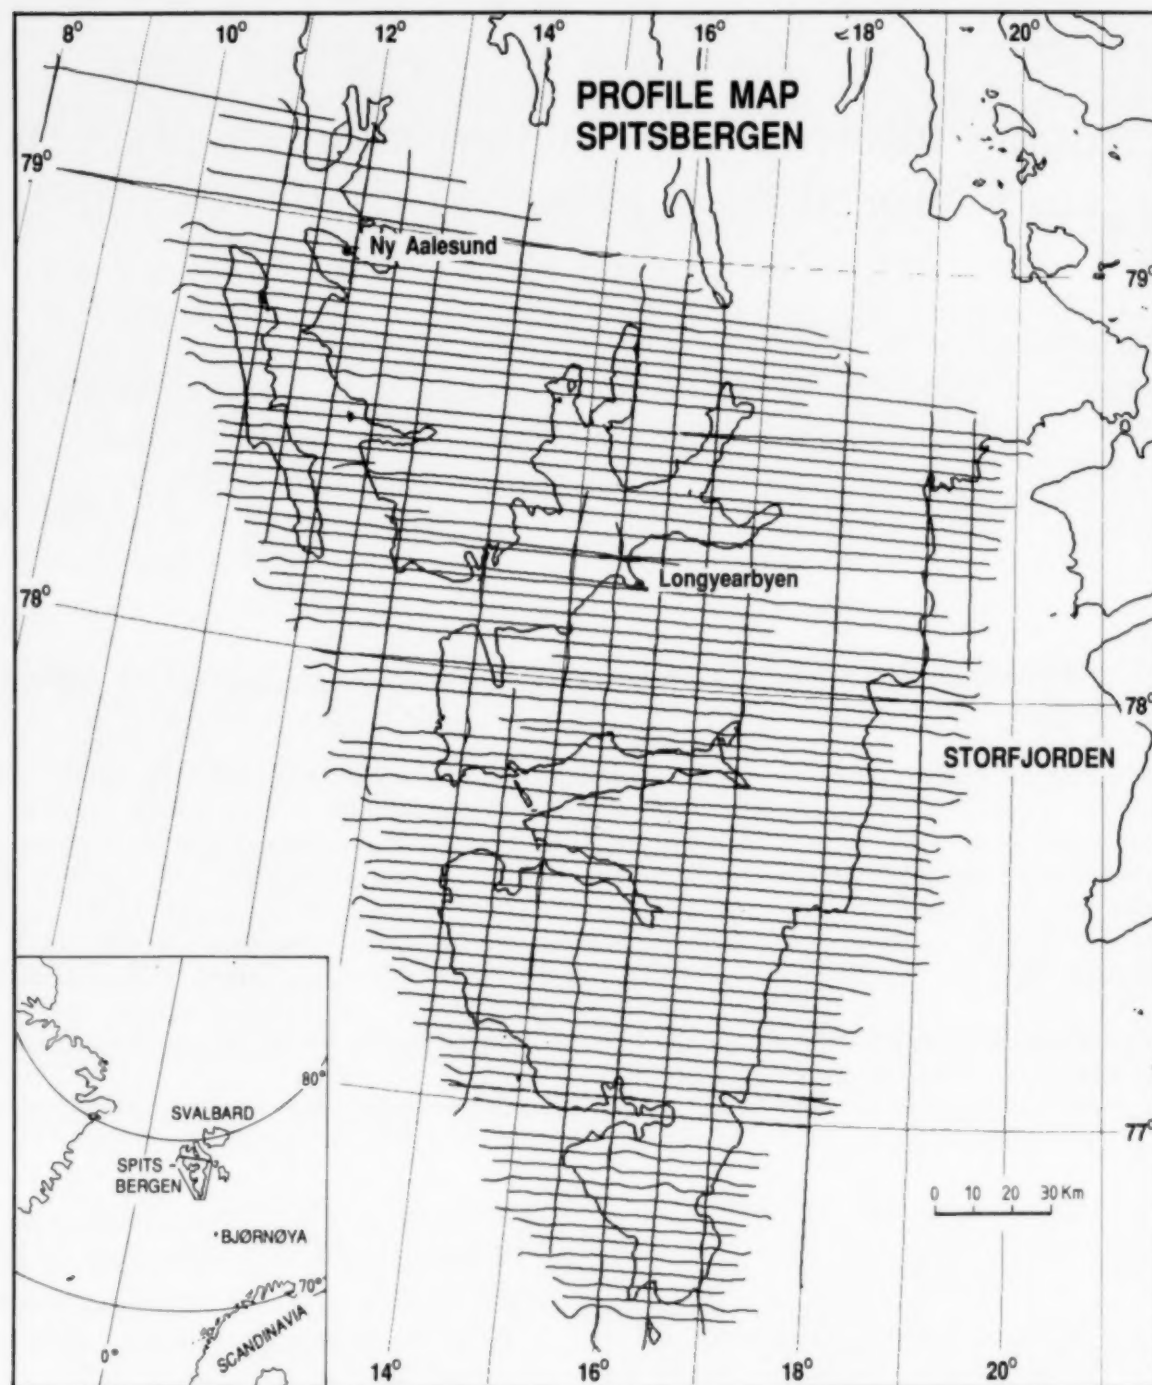 8° 10° 12° 14° 16° 18° 20°
PROFILE MAP
SPITSBERGEN
79°
Ny Aalesund
79°
Longyearbyen
78°
78°
STORFJORDEN
80°
SVALBARD
77°
SPITS-
BERGEN
0 10 20 30 Km
BJØRNØYA
70°
SCANDINAVIA
0°
14° 16° 18° 20°